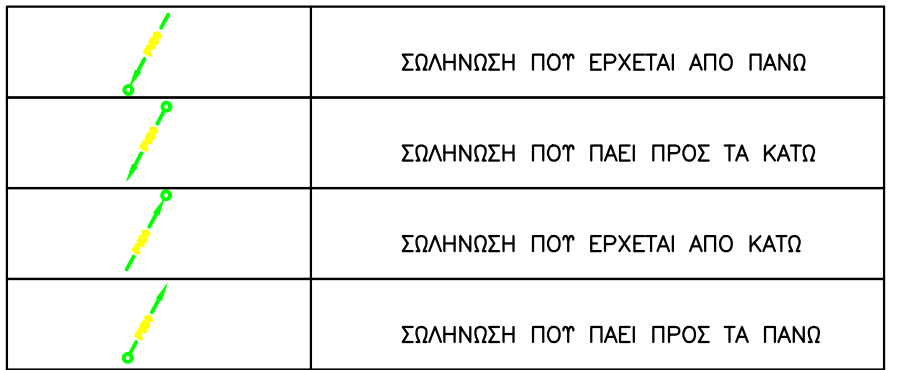 ΣΩΛΗΝΩΣΗ ΠΟΥ ΕΡΧΕΤΑΙ ΑΠΟ ΠΑΝΩ
ΣΩΛΗΝΩΣΗ ΠΟΥ ΠΑΕΙ ΠΡΟΣ ΤΑ ΚΑΤΩ
ΣΩΛΗΝΩΣΗ ΠΟΥ ΕΡΧΕΤΑΙ ΑΠΟ ΚΑΤΩ
ΣΩΛΗΝΩΣΗ ΠΟΥ ΠΑΕΙ ΠΡΟΣ ΤΑ ΠΑΝΩ